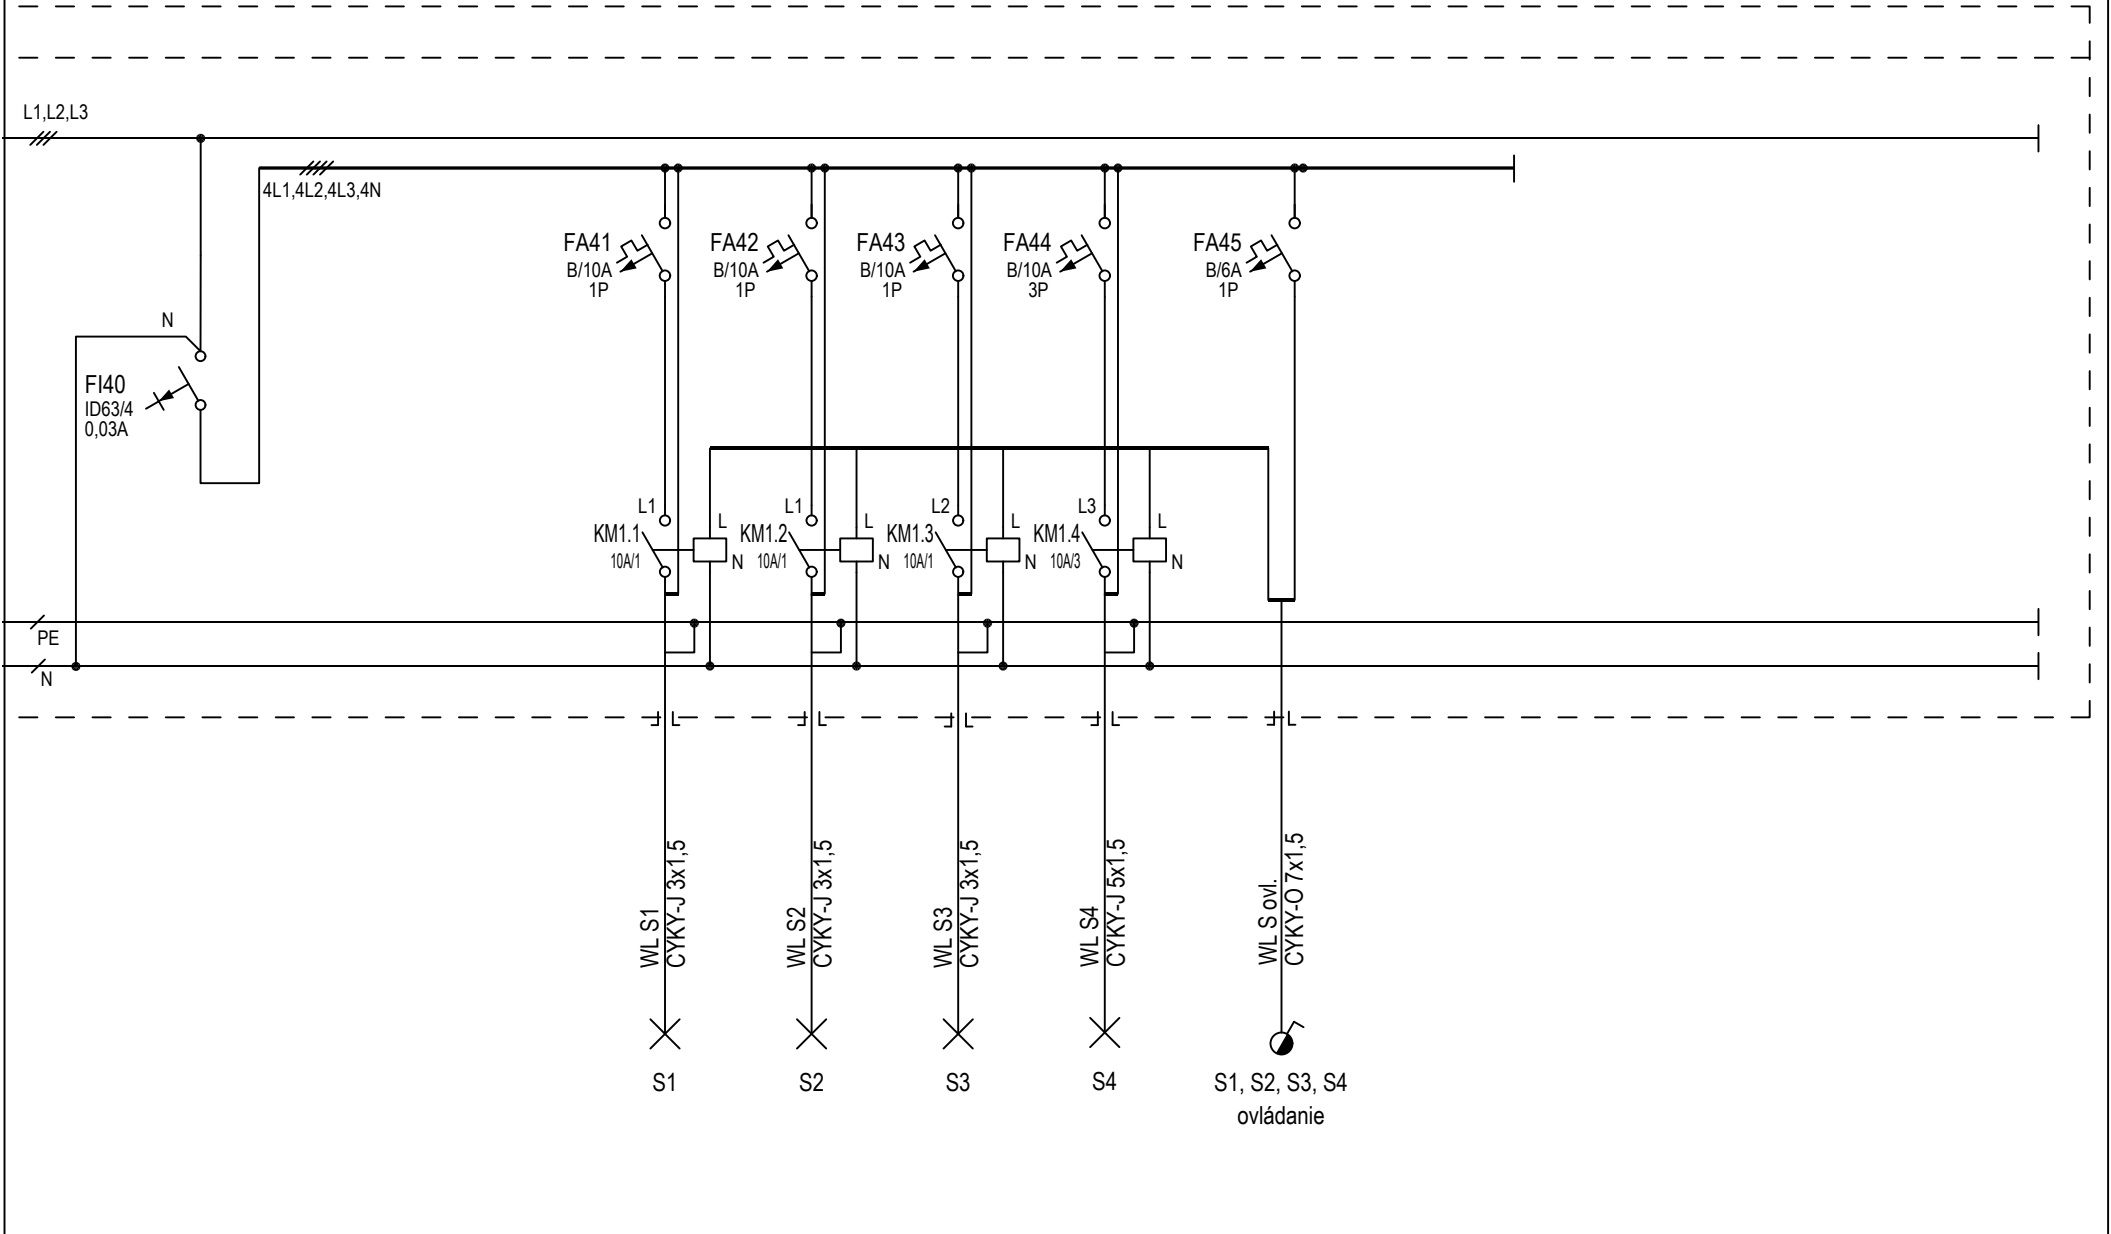 L1,L2,L3
4L1,4L2,4L3,4N
FA41
B/10A
1P
FA42
B/10A
1P
FA43
B/10A
1P
FA44
B/10A
3P
FA45
B/6A
1P
N
FI40
ID63/4
0,03A
L1
KM1.1
10A/1
L
N
L1
KM1.2
10A/1
L
N
L2
KM1.3
10A/1
L
N
L3
KM1.4
10A/3
L
N
PE
N
WL S1
CYKY-J 3x1,5
WL S2
CYKY-J 3x1,5
WL S3
CYKY-J 3x1,5
WL S4
CYKY-J 5x1,5
WL S ovl.
CYKY-O 7x1,5
S1
S2
S3
S4
S1, S2, S3, S4
ovládanie